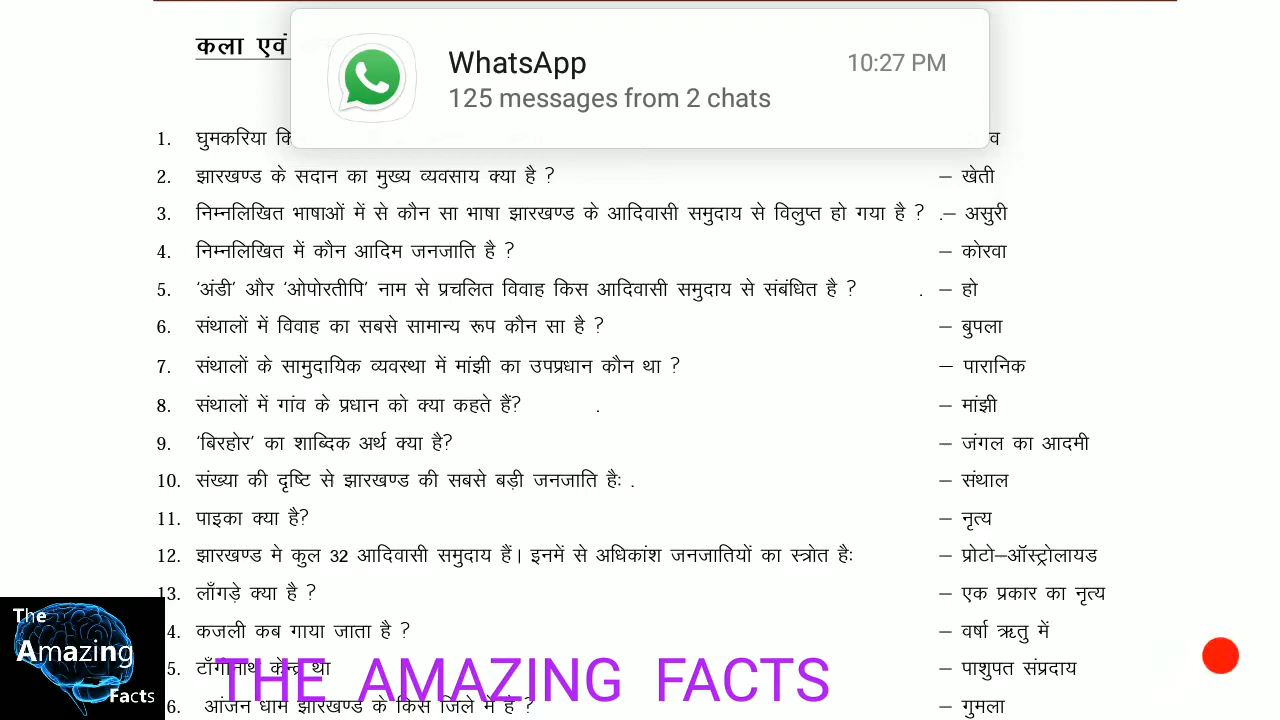 कला एवं
WhatsApp
10:27 PM
125 messages from 2 chats
1. घुमकरिया
2. झारखण्ड के सदान का मुख्य व्यवसाय क्या है ? – खेती
3. निम्नलिखित भाषाओं में से कौन सा भाषा झारखण्ड के आदिवासी समुदाय से विलुप्त हो गया है ? .– असुरी
4. निम्नलिखित में कौन आदिम जनजाति है ? – कोरवा
5. ‘अंडी’ और ‘ओपोरतीपि’ नाम से प्रचलित विवाह किस आदिवासी समुदाय से संबंधित है ? . – हो
6. संथालों में विवाह का सबसे सामान्य रूप कौन सा है ? – बुपला
7. संथालों के सामुदायिक व्यवस्था में मांझी का उपप्रधान कौन था ? – पारानिक
8. संथालों में गांव के प्रधान को क्या कहते हैं? . – मांझी
9. ‘बिरहोर’ का शाब्दिक अर्थ क्या है? – जंगल का आदमी
10. संख्या की दृष्टि से झारखण्ड की सबसे बड़ी जनजाति हैः . – संथाल
11. पाइका क्या है? – नृत्य
12. झारखण्ड मे कुल 32 आदिवासी समुदाय हैं। इनमें से अधिकांश जनजातियों का स्त्रोत हैः – प्रोटो–ऑस्ट्रोलायड
13. लाँगड़े क्या है ? – एक प्रकार का नृत्य
4. कजली कब गाया जाता है ? – वर्षा ऋतु में
5. टाँगीनाथ केन्द्र था – पाशुपत संप्रदाय
6. आंजन धाम झारखण्ड के किस जिले में है ? – गुमला
The
Amazing
Facts
THE AMAZING FACTS